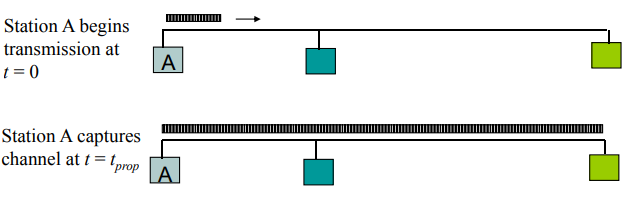 Station A begins
transmission at
t = 0
A
Station A captures
channel at t = tprop
A